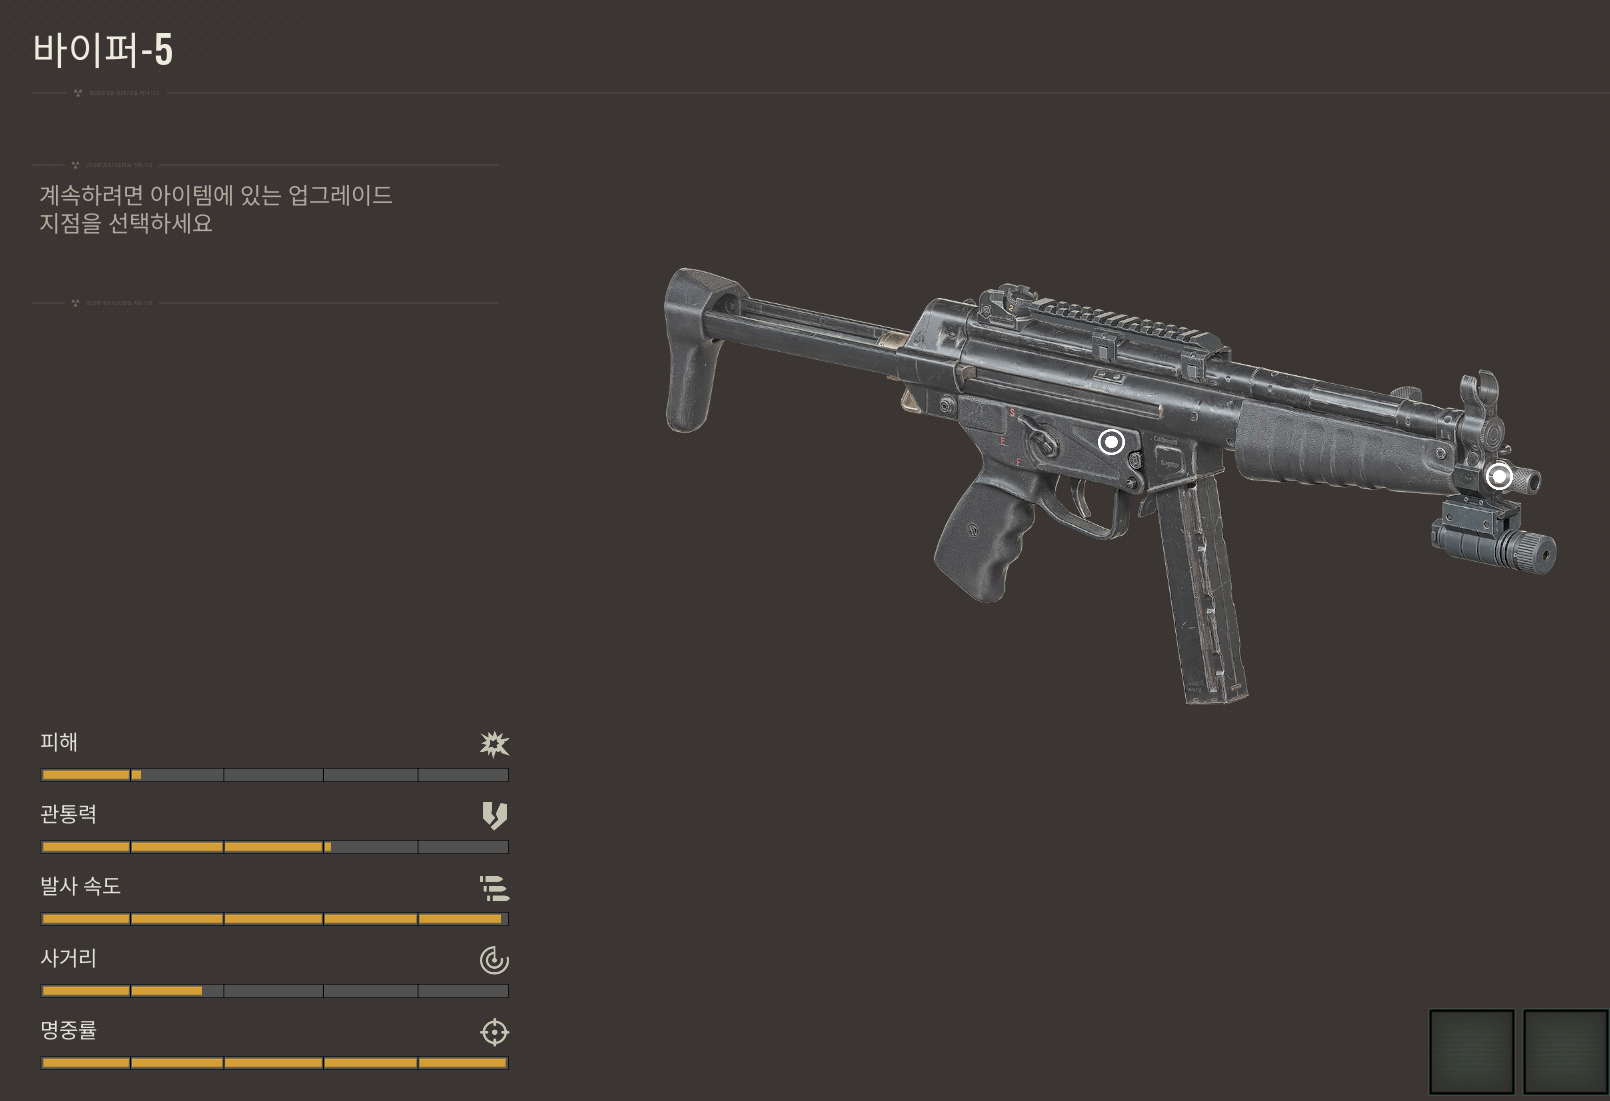 바이퍼-5
계속하려면 아이템에 있는 업그레이드
지점을 선택하세요
2
S
E
F
피해
관통력
발사 속도
사거리
명중률